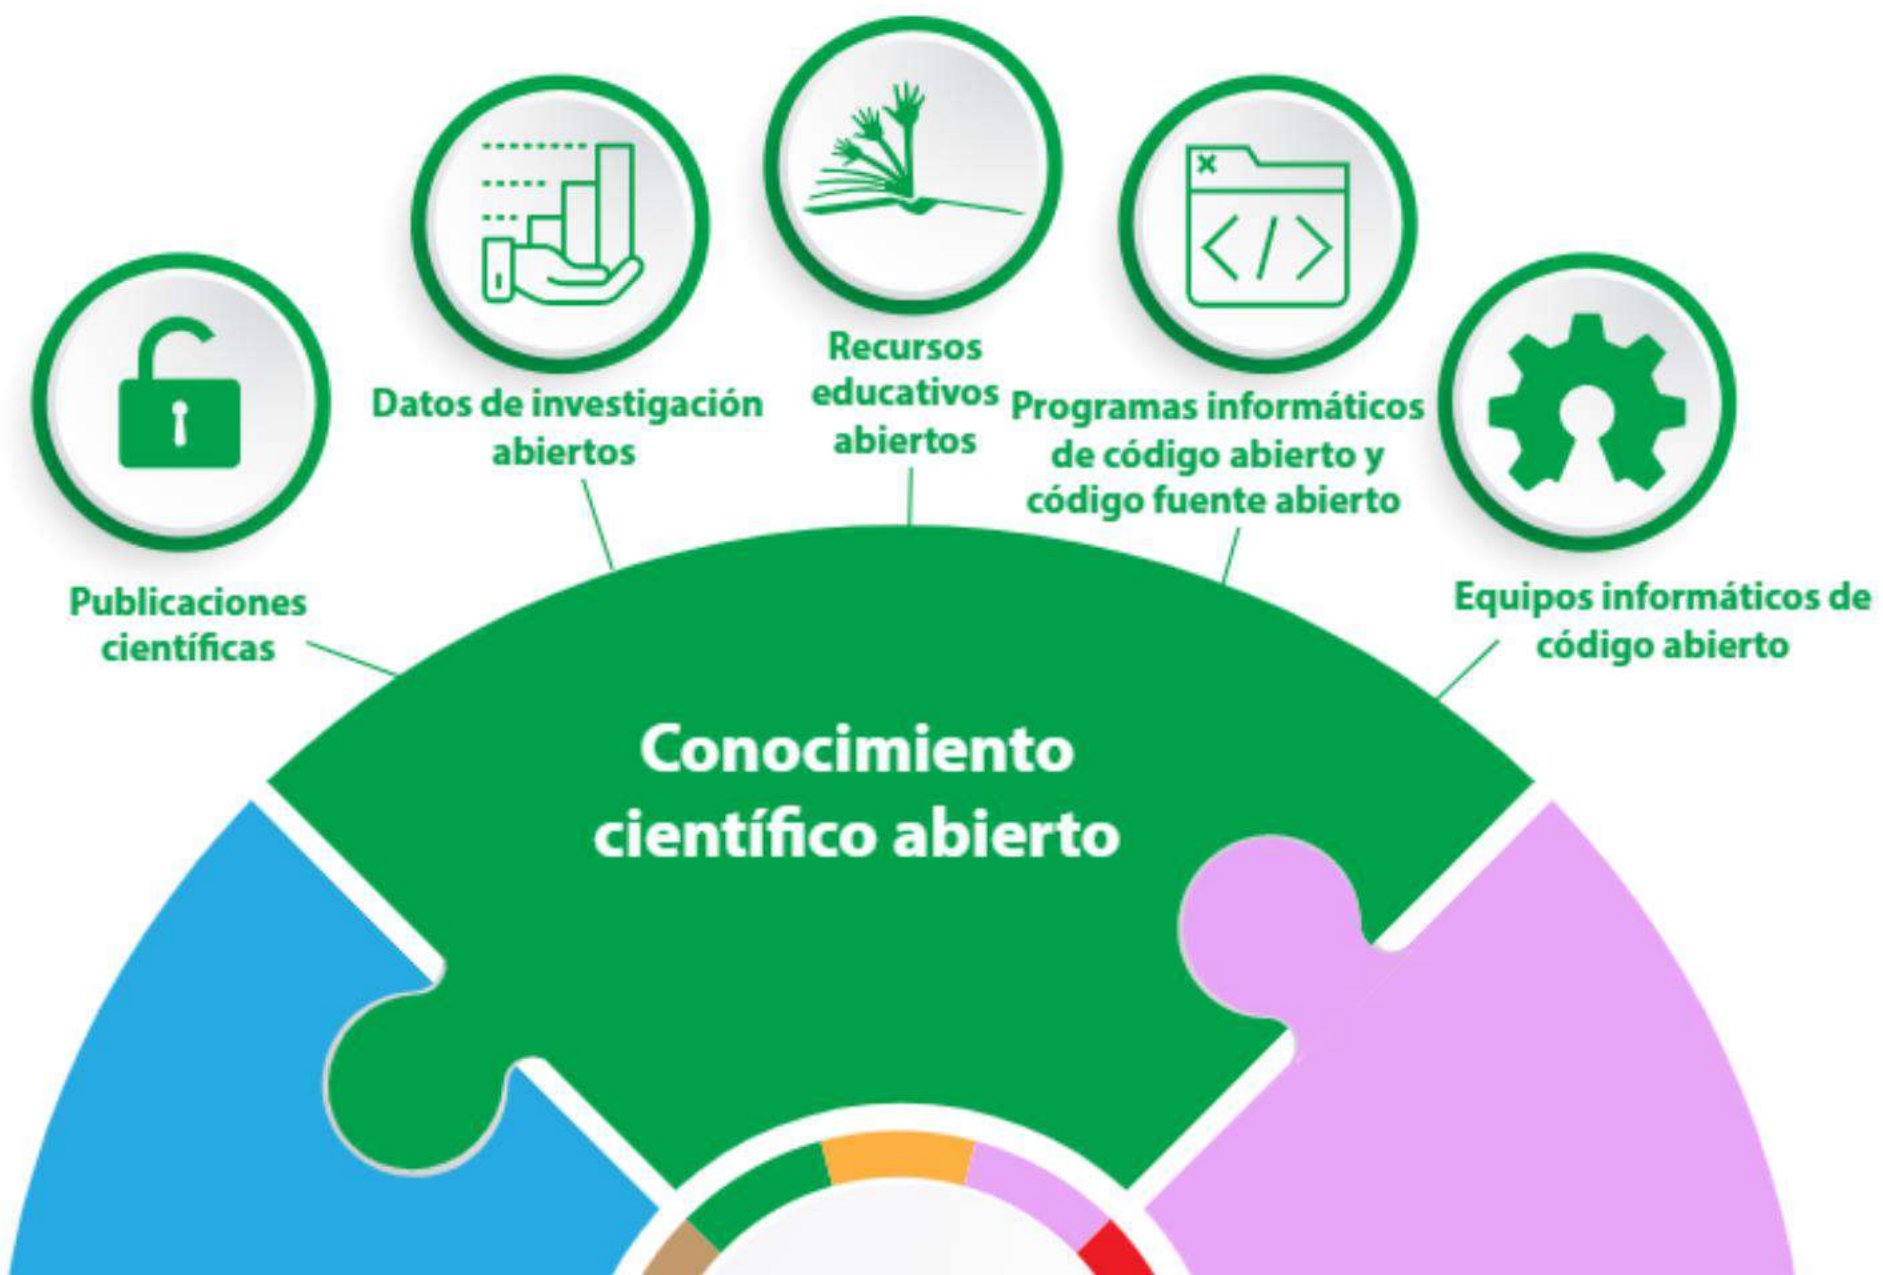 Publicaciones
científicas
Datos de investigación
abiertos
Recursos
educativos
abiertos
Programas informáticos
de código abierto y
código fuente abierto
Equipos informáticos de
código abierto
Conocimiento
científico abierto